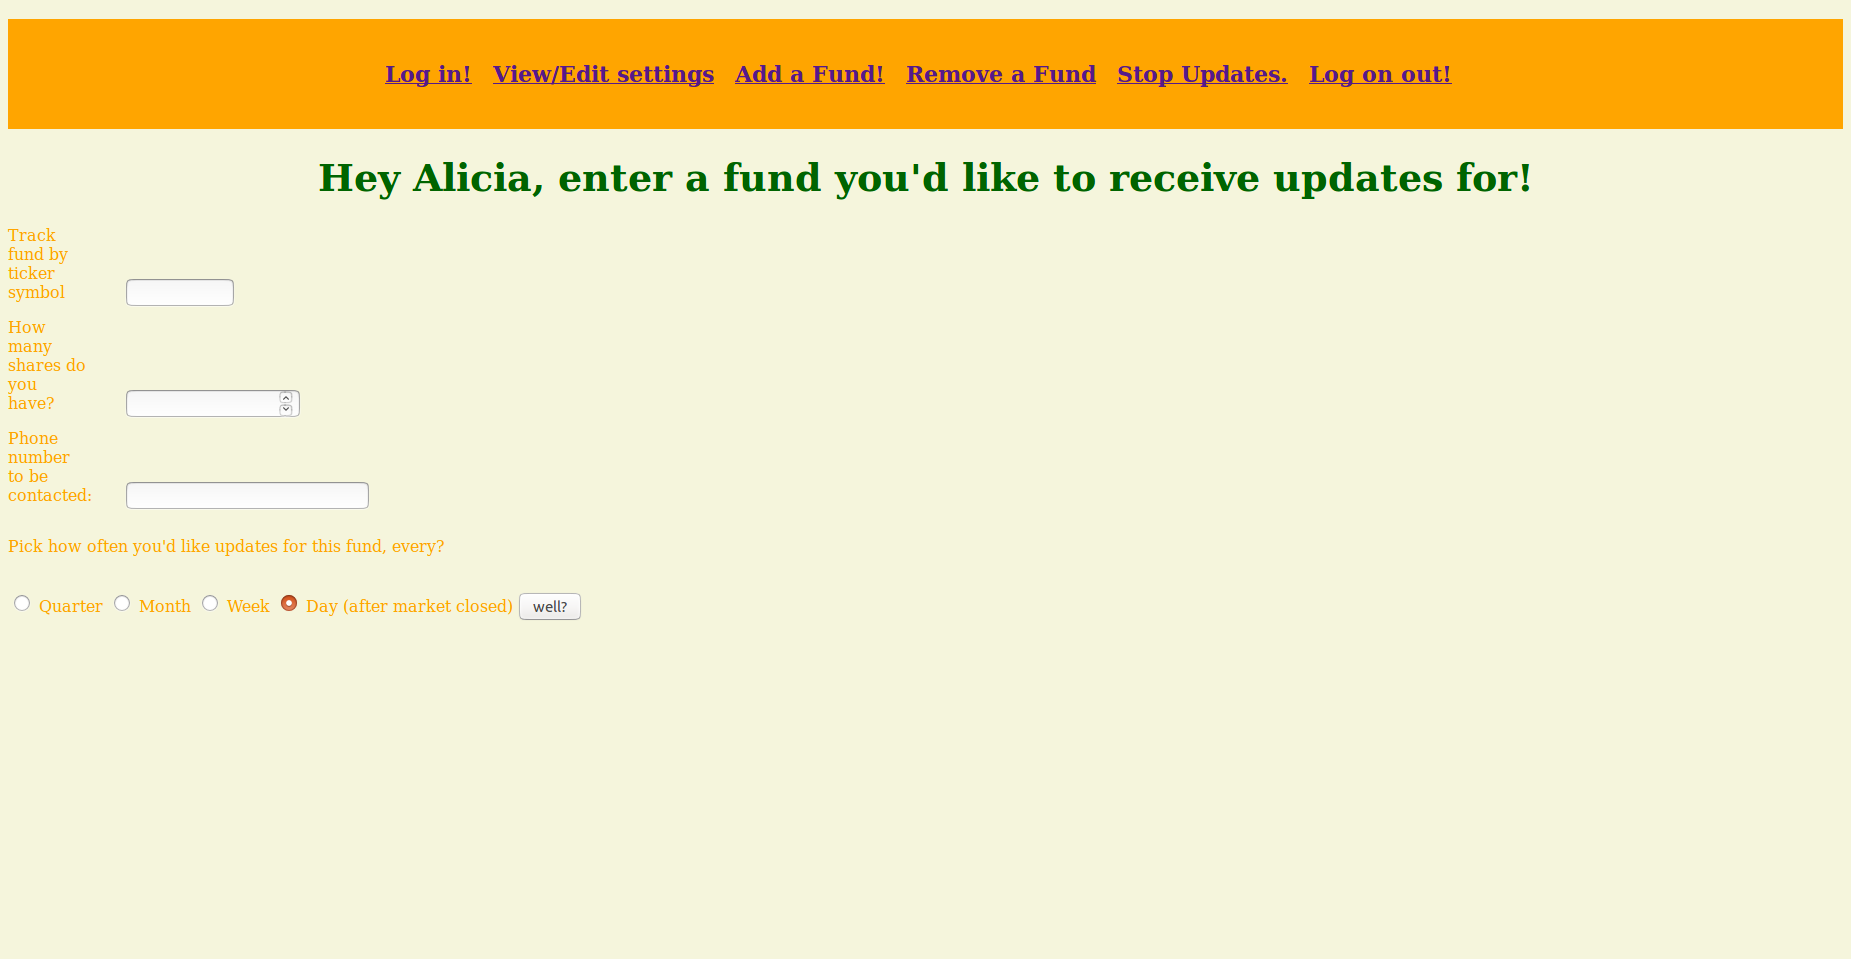 Log in! View/Edit settings Add a Fund! Remove a Fund Stop Updates. Log on out!
Hey Alicia, enter a fund you'd like to receive updates for!
Track
fund by
ticker
symbol
How
many
shares do
you
have?
Phone
number
to be
contacted:
Pick how often you'd like updates for this fund, every?
Quarter Month Week Day (after market closed) well?